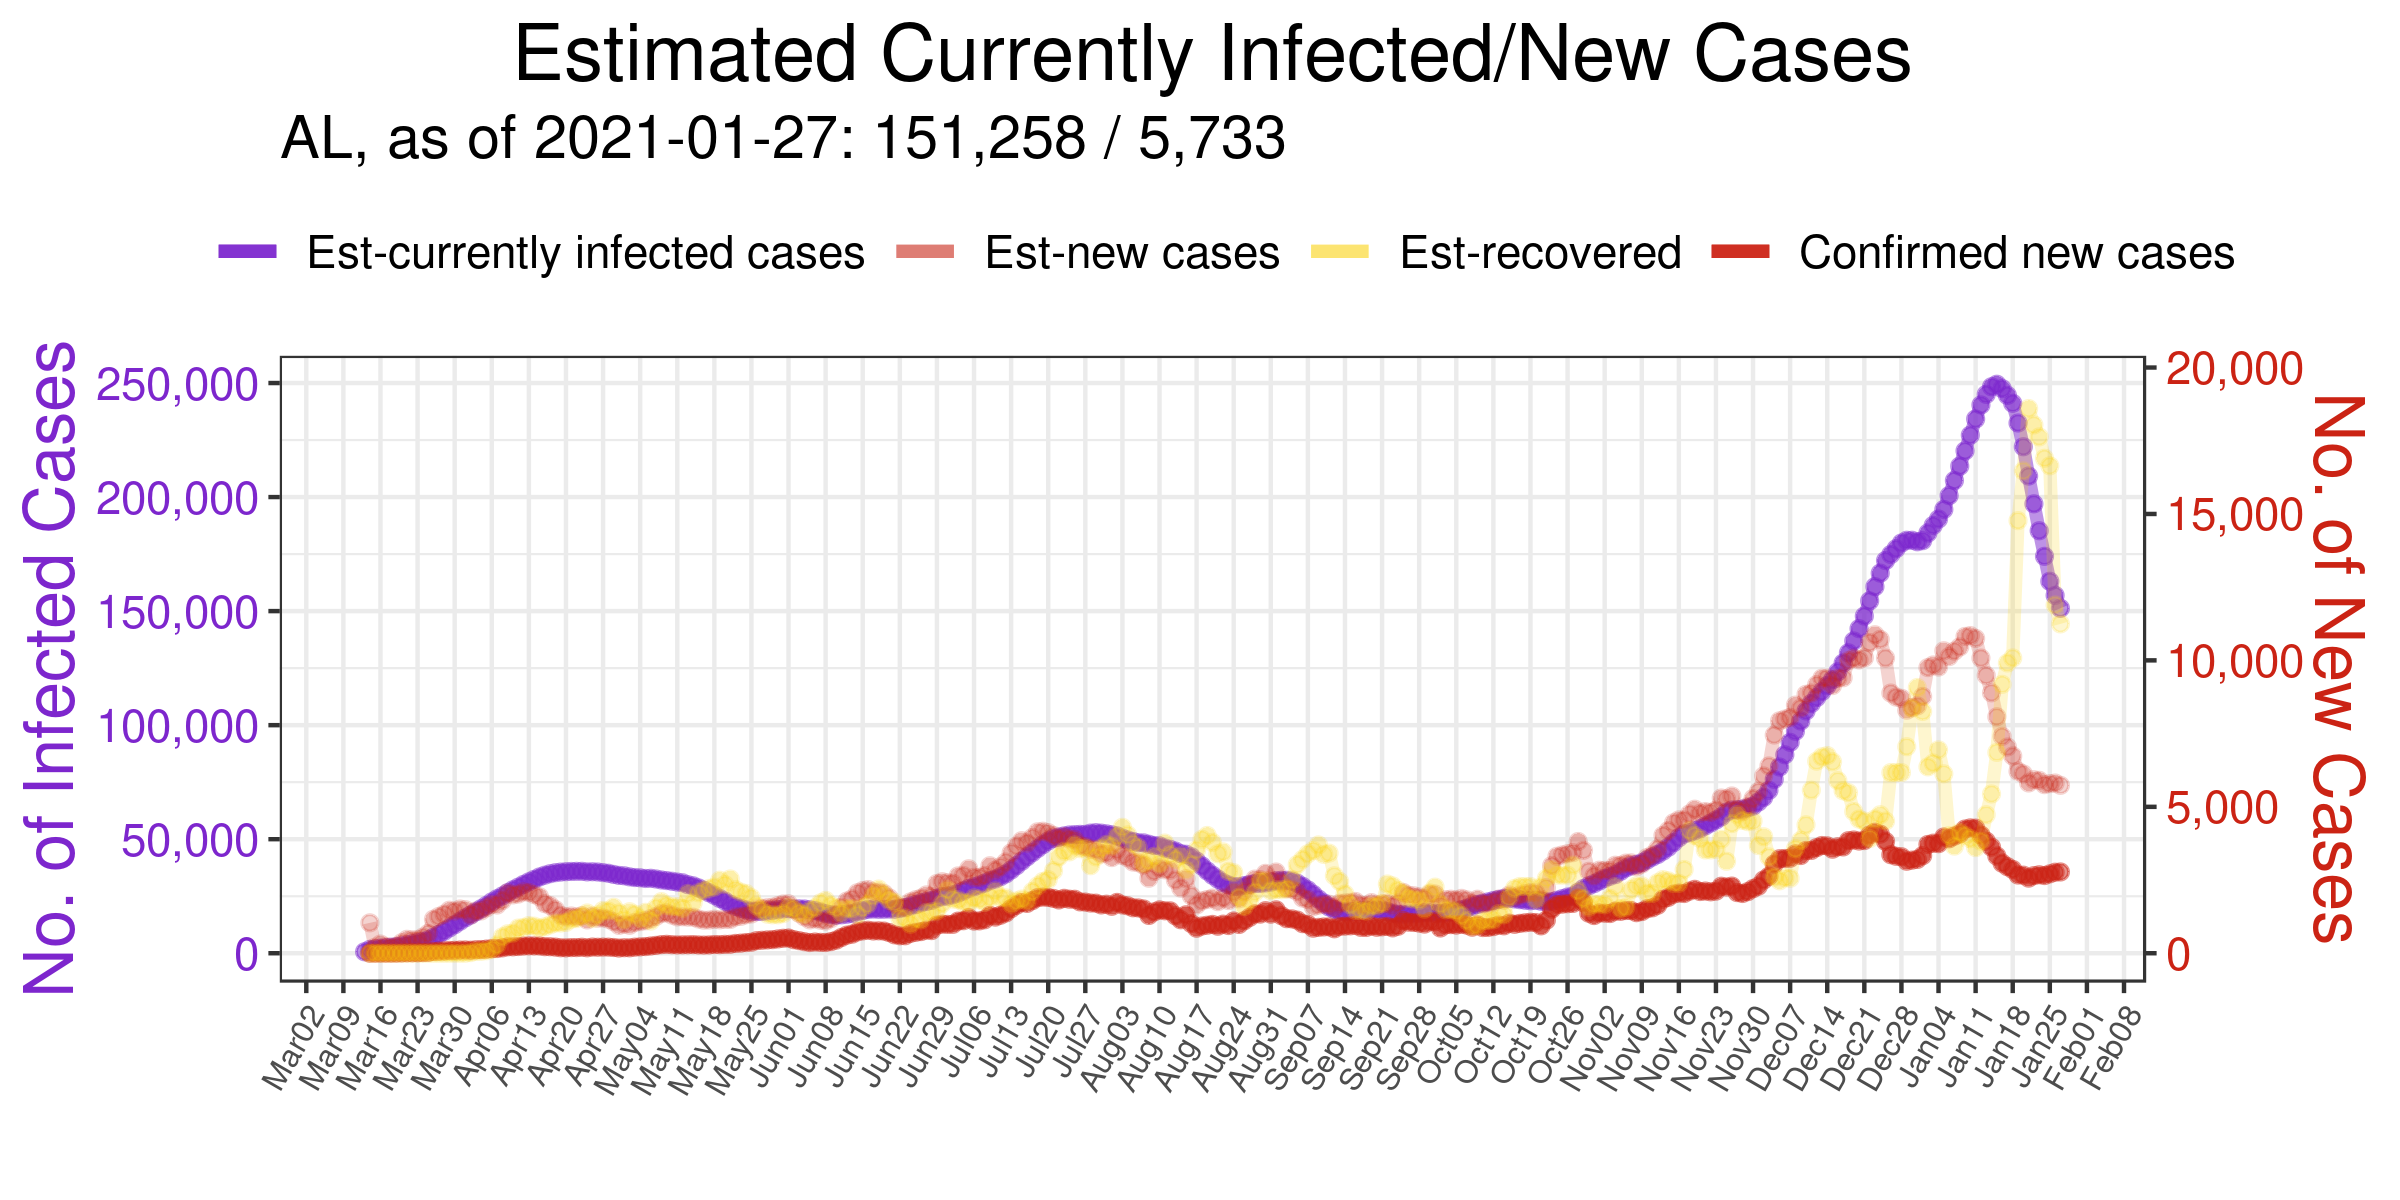 Estimated Currently Infected/New Cases
AL, as of 2021-01-27: 151,258 / 5,733
Est-currently infected cases Est-new cases Est-recovered Confirmed new cases
No. of Infected Cases
250,000
200,000
150,000
100,000
50,000
0
20,000
15,000
10,000
5,000
0
No. of New Cases
Mar02 Mar09 Mar16 Mar23 Mar30 Apr06 Apr13 Apr20 Apr27 May04 May11 May18 May25 Jun01 Jun08 Jun15 Jun22 Jun29 Jul06 Jul13 Jul20 Jul27 Aug03 Aug10 Aug17 Aug24 Aug31 Sep07 Sep14 Sep21 Sep28 Oct05 Oct12 Oct19 Oct26 Nov02 Nov09 Nov16 Nov23 Nov30 Dec07 Dec14 Dec21 Dec28 Jan04 Jan11 Jan18 Jan25 Feb01 Feb08